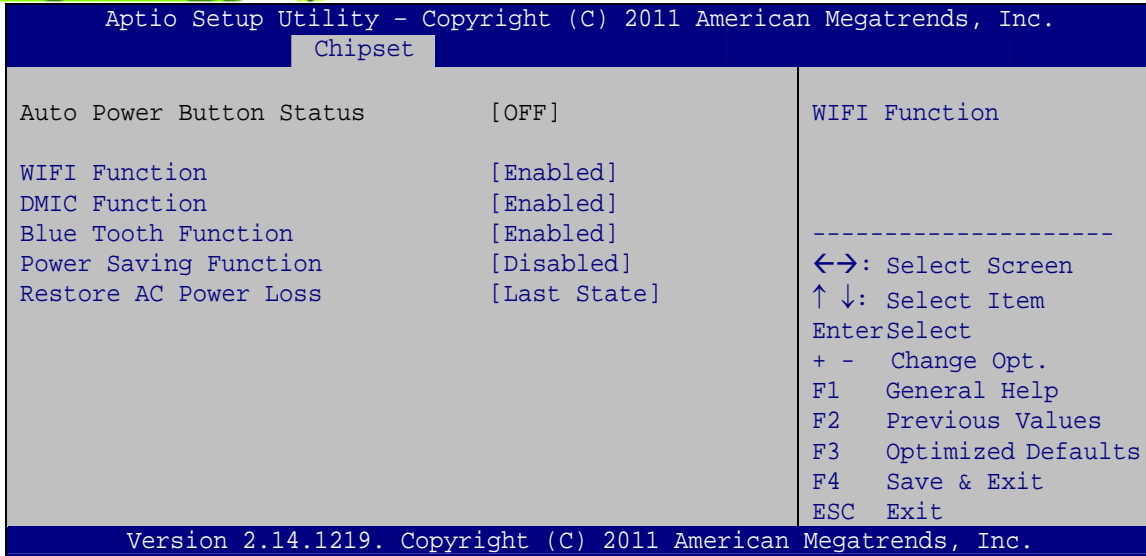 Aptio Setup Utility – Copyright (C) 2011 American Megatrends, Inc.
Chipset
Auto Power Button Status [OFF]
WIFI Function [Enabled]
DMIC Function [Enabled]
Blue Tooth Function [Enabled]
Power Saving Function [Disabled]
Restore AC Power Loss [Last State]
WIFI Function
---------------------
←→: Select Screen
↑ ↓: Select Item
EnterSelect
+ - Change Opt.
F1 General Help
F2 Previous Values
F3 Optimized Defaults
F4 Save & Exit
ESC Exit
Version 2.14.1219. Copyright (C) 2011 American Megatrends, Inc.